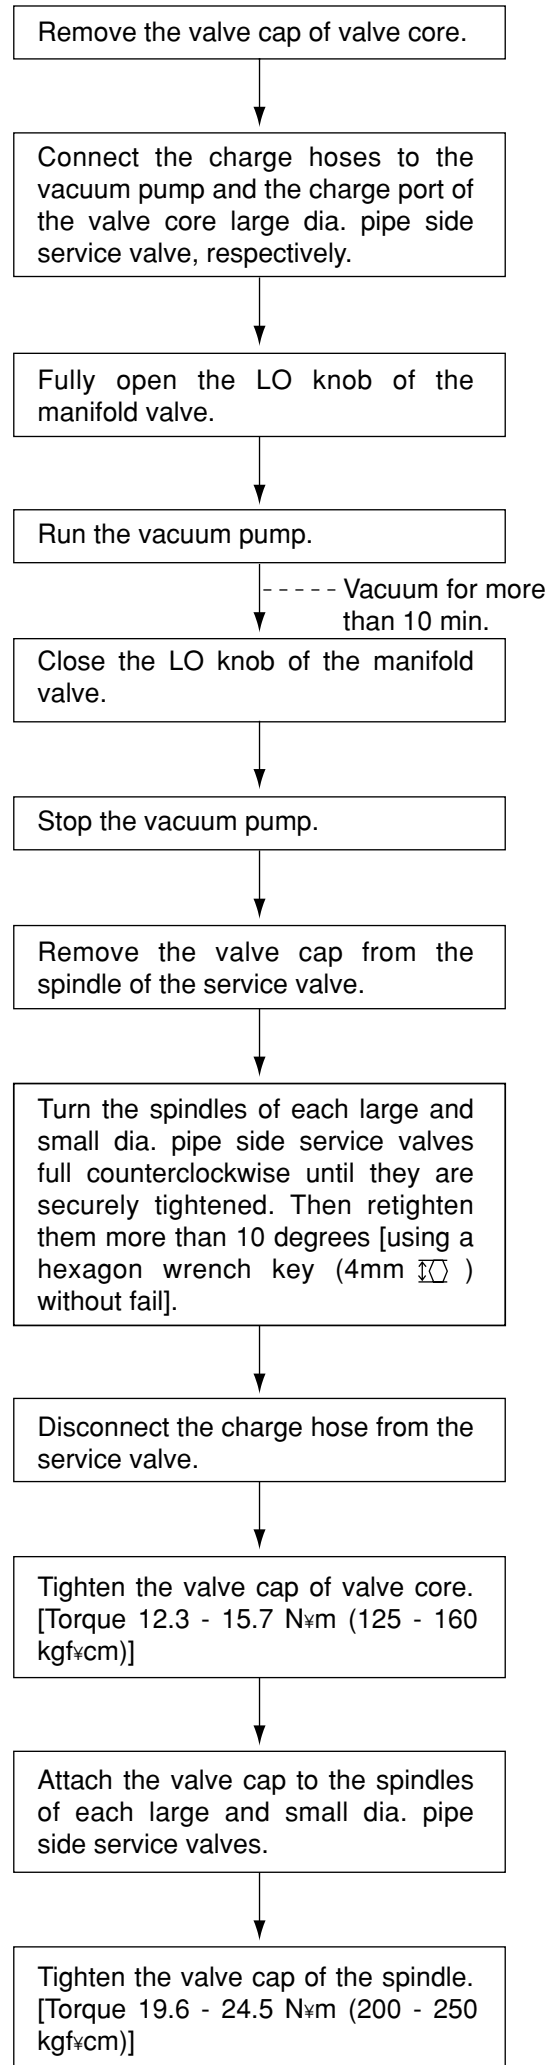 Remove the valve cap of valve core.
Connect the charge hoses to the
vacuum pump and the charge port of
the valve core large dia. pipe side
service valve, respectively.
Fully open the LO knob of the
manifold valve.
Run the vacuum pump.
Vacuum for more
than 10 min.
Close the LO knob of the manifold
valve.
Stop the vacuum pump.
Remove the valve cap from the
spindle of the service valve.
Turn the spindles of each large and
small dia. pipe side service valves
full counterclockwise until they are
securely tightened. Then retighten
them more than 10 degrees [using a
hexagon wrench key (4mm )
without fail].
Disconnect the charge hose from the
service valve.
Tighten the valve cap of valve core.
[Torque 12.3 - 15.7 N¥m (125 - 160
kgf¥cm)]
Attach the valve cap to the spindles
of each large and small dia. pipe
side service valves.
Tighten the valve cap of the spindle.
[Torque 19.6 - 24.5 N¥m (200 - 250
kgf¥cm)]